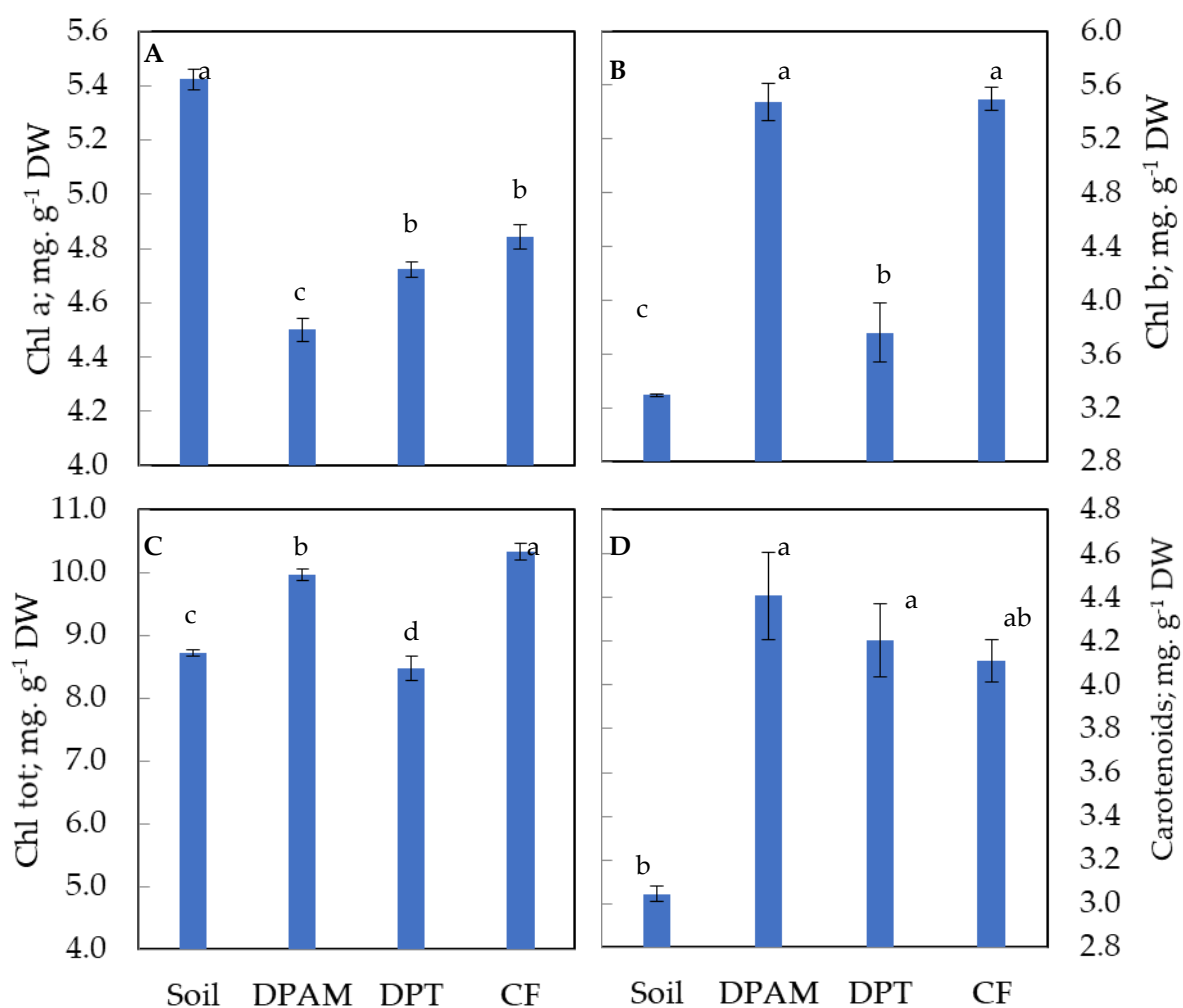 A
Chl a; mg. g-1 DW
5.6
5.4
5.2
5.0
4.8
4.6
4.4
4.2
4.0
a
c
b
b
B
Chl b; mg. g-1 DW
6.0
5.6
5.2
4.8
4.4
4.0
3.6
3.2
2.8
c
a
b
a
C
Chl tot; mg. g-1 DW
11.0
10.0
9.0
8.0
7.0
6.0
5.0
4.0
c
b
d
a
Soil DPAM DPT CF
D
Carotenoids; mg. g-1 DW
4.8
4.6
4.4
4.2
4.0
3.8
3.6
3.4
3.2
3.0
2.8
b
a
a
ab
Soil DPAM DPT CF